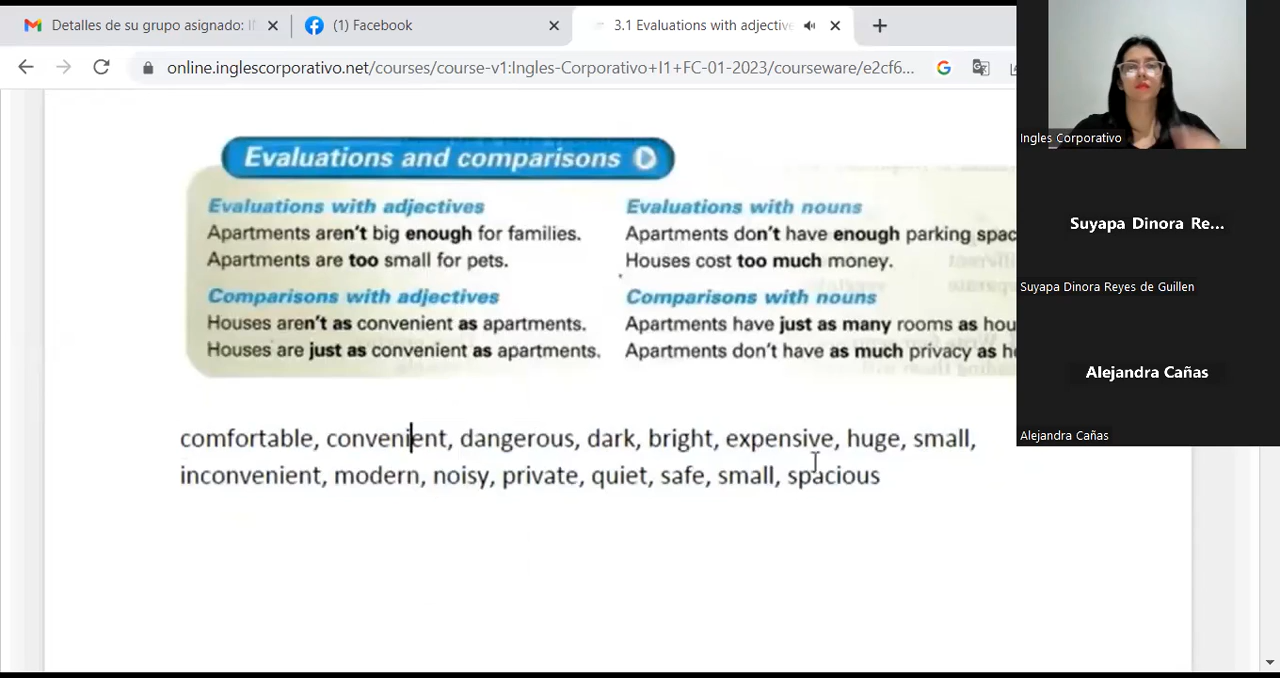 Detalles de su grupo asignado: I
(1) Facebook
3.1 Evaluations with adjective
online.inglescorporativo.net/courses/course-v1:Ingles-Corporativo+I1+FC-01-2023/courseware/e2cf6...
Evaluations and comparisons
Evaluations with adjectives
Apartments aren't big enough for families.
Apartments are too small for pets.
Comparisons with adjectives
Houses aren't as convenient as apartments.
Houses are just as convenient as apartments.
Evaluations with nouns
Apartments don't have enough parking spac
Houses cost too much money.
Comparisons with nouns
Apartments have just as many rooms as hou
Apartments don't have as much privacy as h
comfortable, convenient, dangerous, dark, bright, expensive, huge, small,
inconvenient, modern, noisy, private, quiet, safe, small, spacious
Ingles Corporativo
Suyapa Dinora Re...
Suyapa Dinora Reyes de Guillen
Alejandra Cañas
Alejandra Cañas